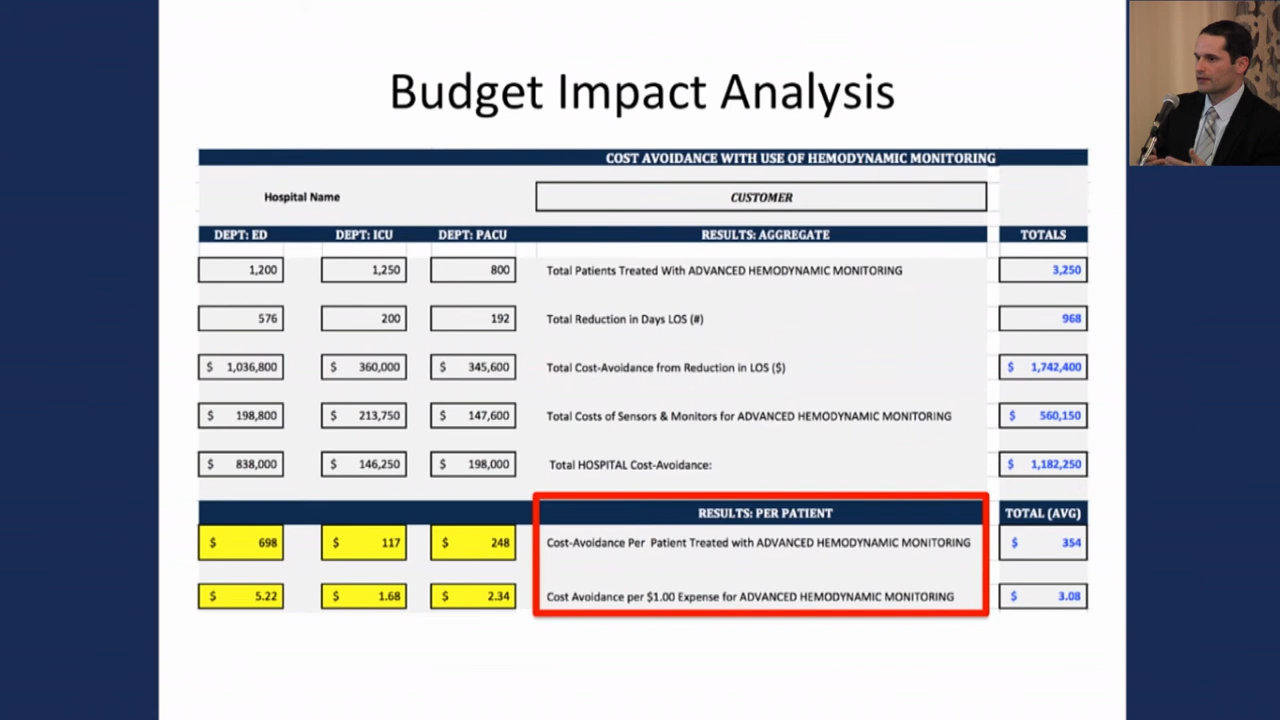 Budget Impact Analysis
COST AVOIDANCE WITH USE OF HEMODYNAMIC MONITORING
Hospital Name CUSTOMER
DEPT: ED DEPT: ICU DEPT: PACU RESULTS: AGGREGATE TOTALS
1,200 1,250 800 Total Patients Treated With ADVANCED HEMODYNAMIC MONITORING 3,250
576 200 192 Total Reduction in Days LOS (#) 968
$ 1,036,800 $ 360,000 $ 345,600 Total Cost-Avoidance from Reduction in LOS ($) $ 1,742,400
$ 198,800 $ 213,750 $ 147,600 Total Costs of Sensors & Monitors for ADVANCED HEMODYNAMIC MONITORING $ 560,150
$ 838,000 $ 146,250 $ 198,000 Total HOSPITAL Cost-Avoidance: $ 1,182,250
RESULTS: PER PATIENT TOTAL (AVG)
$ 698 $ 117 $ 248 Cost-Avoidance Per Patient Treated with ADVANCED HEMODYNAMIC MONITORING $ 354
$ 5.22 $ 1.68 $ 2.34 Cost Avoidance per $1.00 Expense for ADVANCED HEMODYNAMIC MONITORING $ 3.08